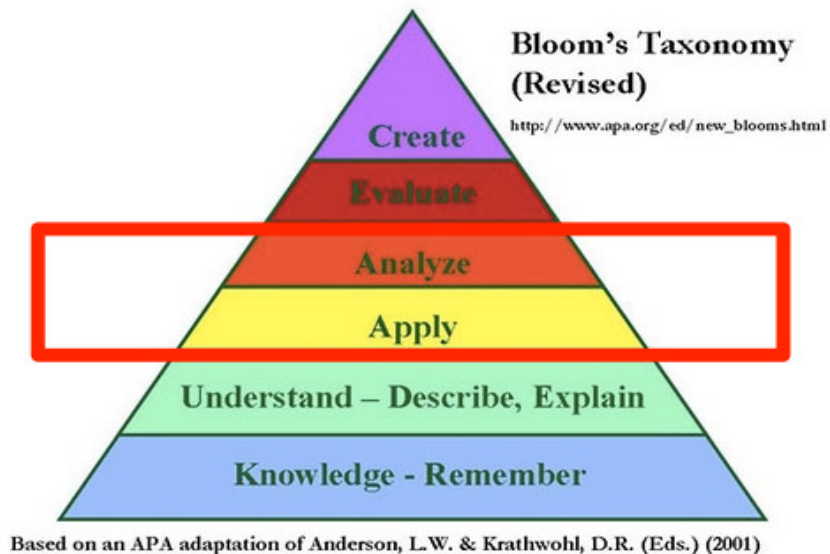 Bloom's Taxonomy
(Revised)
http://www.apa.org/ed/new_blooms.html
Create
Evaluate
Analyze
Apply
Understand – Describe, Explain
Knowledge - Remember
Based on an APA adaptation of Anderson, L.W. & Krathwohl, D.R. (Eds.) (2001)